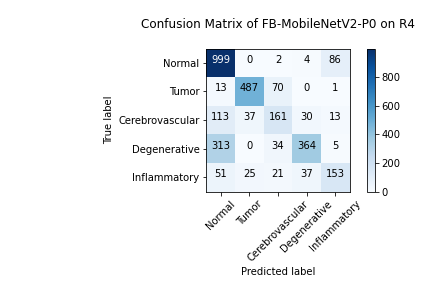 Confusion Matrix of FB-MobileNetV2-P0 on R4
Normal 999 0 2 4 86
Tumor 13 487 70 0 1
Cerebrovascular 113 37 161 30 13
Degenerative 313 0 34 364 5
Inflammatory 51 25 21 37 153
True label
Normal Tumor Cerebrovascular Degenerative Inflammatory
Predicted label
800
600
400
200
0